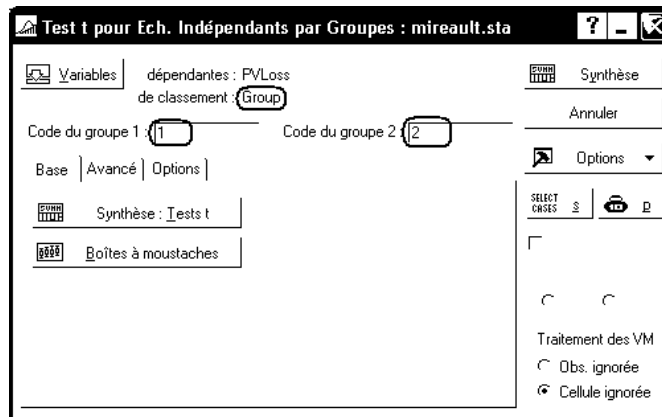 Test t pour Ech. Indépendants par Groupes : mireault.sta
? _ X
Variables dépendantes : PVLoss
de classement : Group
Code du groupe 1 : 1 Code du groupe 2 : 2
Base Avancé Options
Synthèse : Tests t
Boîtes à moustaches
SUMM Synthèse
Annuler
Options
SELECT CASES S D
Traitement des VM
Obs. ignorée
Cellule ignorée